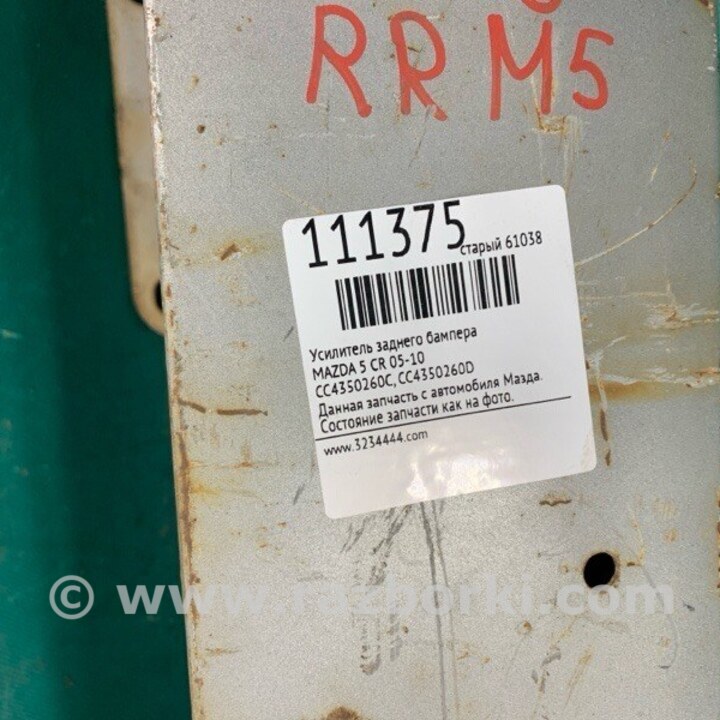 RR M5
111375
старый 61038
Усилитель заднего бампера
MAZDA 5 CR 05-10
CC4350260C, CC4350260D
Данная запчасть с автомобиля Мазда.
Состояние запчасти как на фото.
www.3234444.com
© www.razborki.com